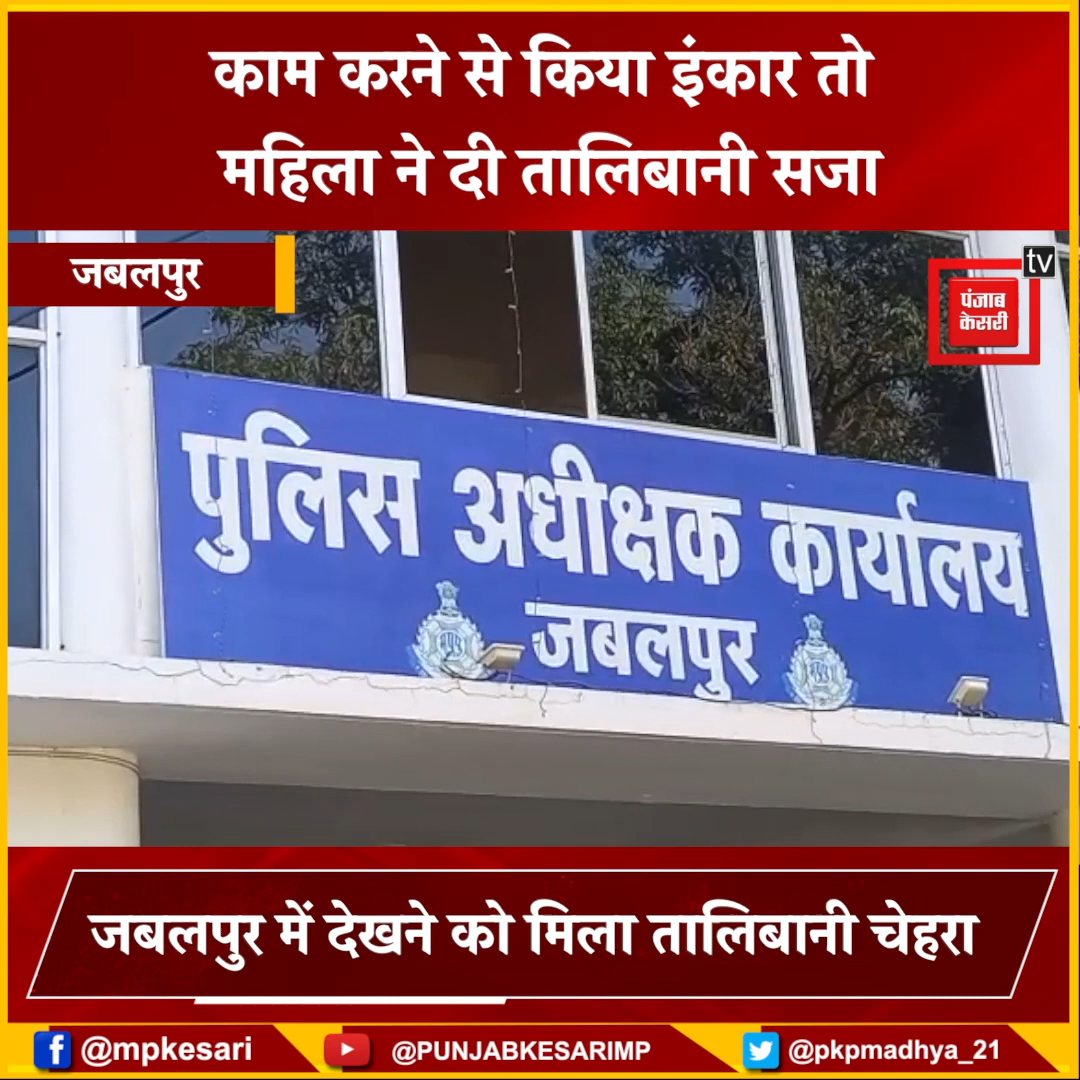 काम करने से किया इंकार तो
महिला ने दी तालिबानी सजा
जबलपुर
tv
पंजाब
केसरी
पुलिस अधीक्षक कार्यालय
जबलपुर
जबलपुर में देखने को मिला तालिबानी चेहरा
@mpkesari
@PUNJABKESARIMP
@pkpmadhya_21